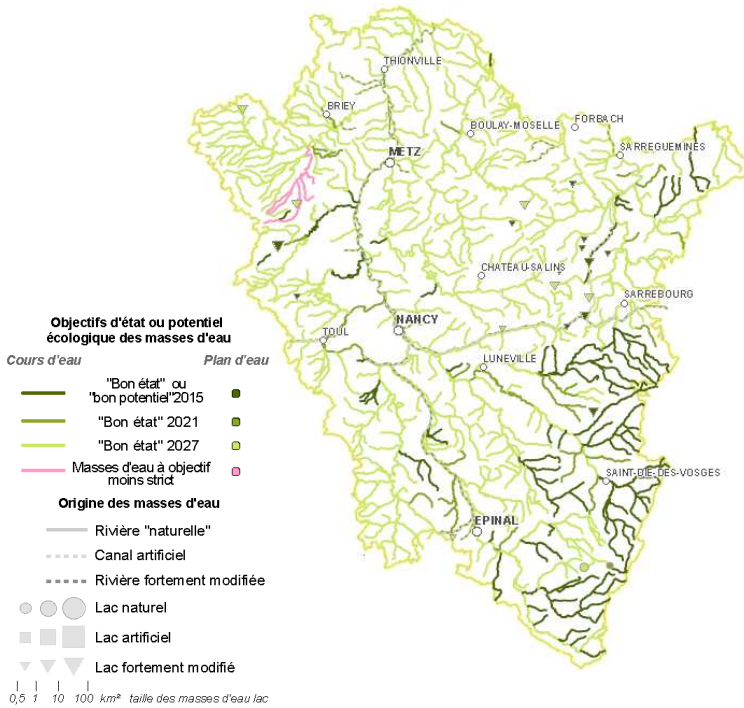 THIONVILLE
BRIEY
BOULAY-MOSELLE
FORBACH
SARREGUEMINES
METZ
CHATEAU-SALINS
SARREBOURG
NANCY
TOUL
LUNEVILLE
SAINT-DIE-DES-VOSGES
EPINAL
Objectifs d'état ou potentiel
écologique des masses d'eau
Cours d'eau
Plan d'eau
"Bon état" ou
"bon potentiel"2015
"Bon état" 2021
"Bon état" 2027
Masses d'eau à objectif
moins strict
Origine des masses d'eau
Rivière "naturelle"
Canal artificiel
Rivière fortement modifiée
Lac naturel
Lac artificiel
Lac fortement modifié
0,5 1 10 100 km² taille des masses d'eau lac